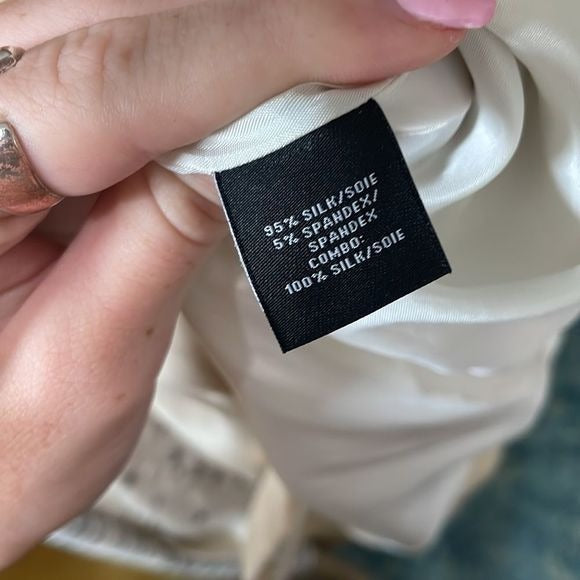 95% SILK/SOIE
5% SPANDEX/
SPANDEX
COMBO:
100% SILK/SOIE